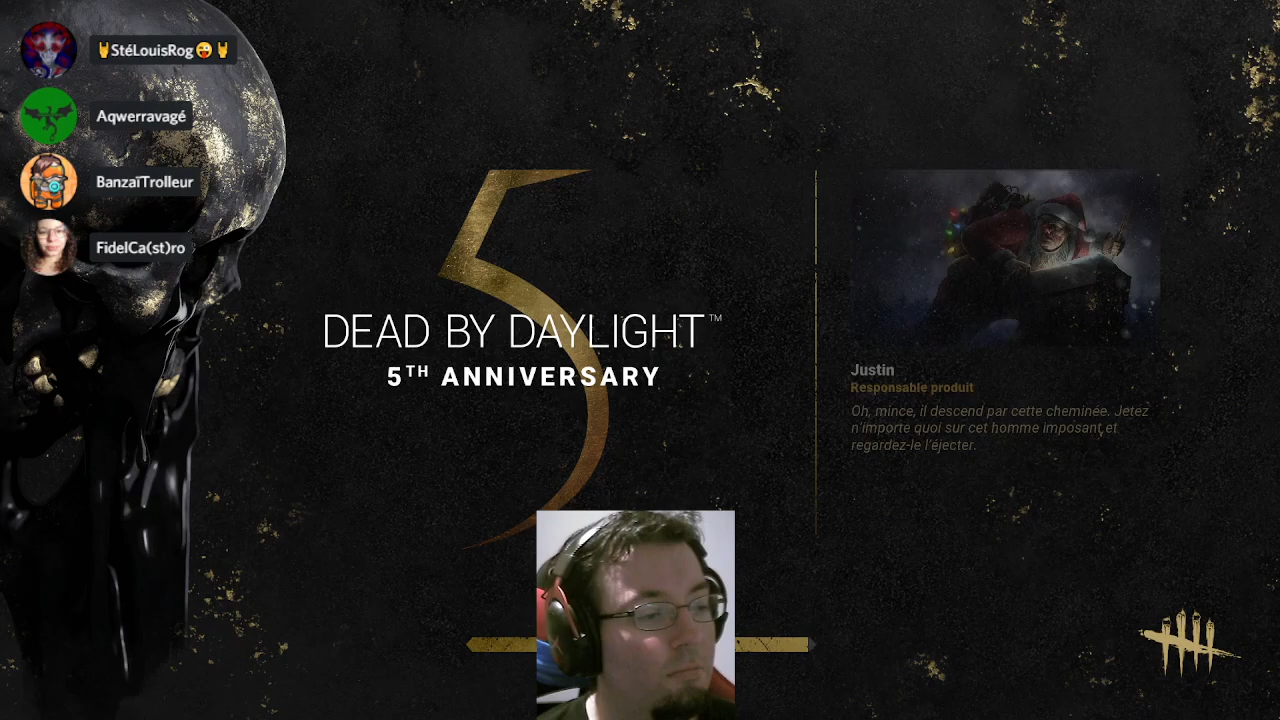 🤘StéLouisRog😜🤘
Aqwerravagé
BanzaïTrolleur
FidelCa(st)ro
5
DEAD BY DAYLIGHT™
5TH ANNIVERSARY
Justin
Responsable produit
Oh, mince, il descend par cette cheminée. Jetez
n'importe quoi sur cet homme imposant et
regardez-le l'éjecter.